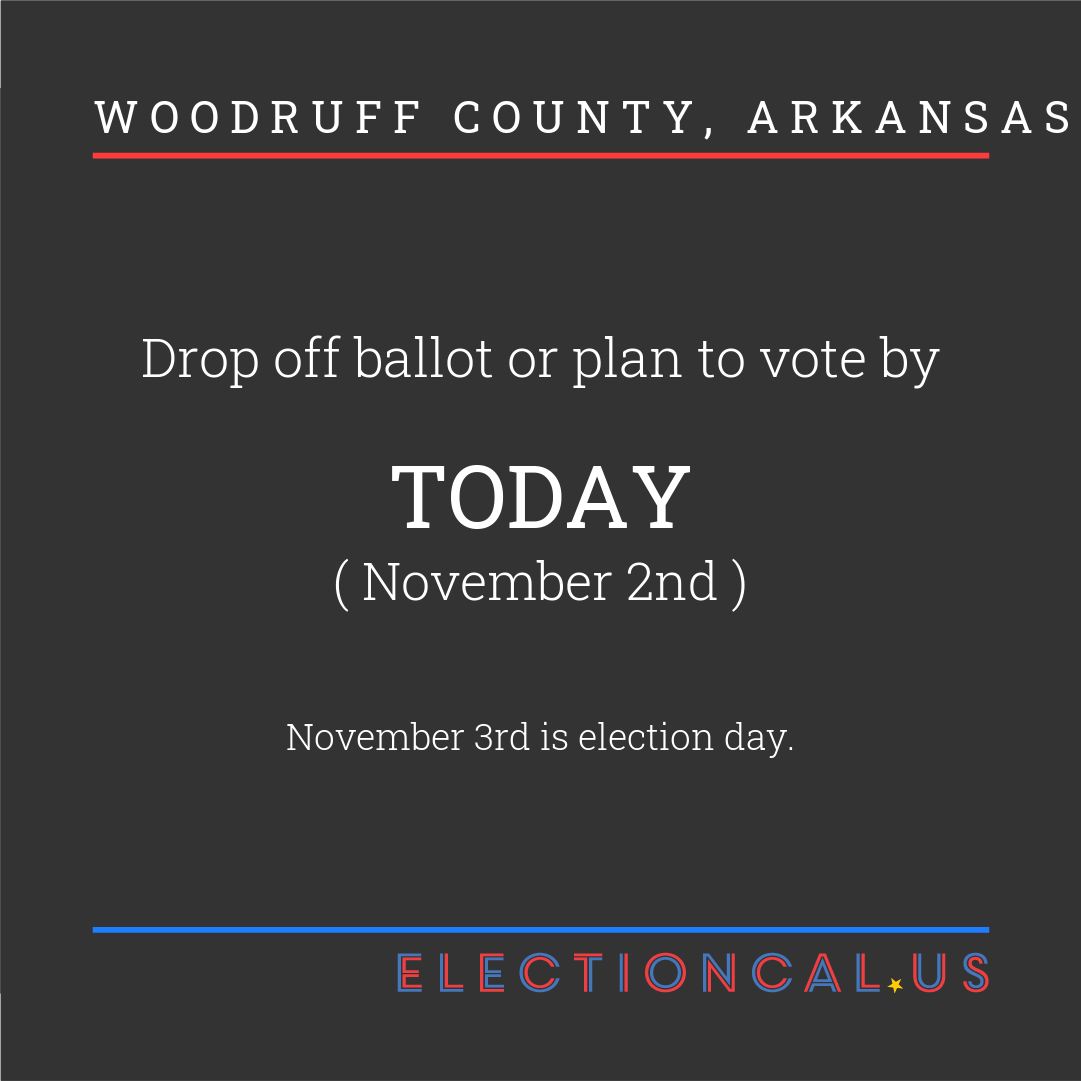 WOODRUFF COUNTY, ARKANSAS
Drop off ballot or plan to vote by
TODAY
( November 2nd )
November 3rd is election day.
ELECTIONCAL.US